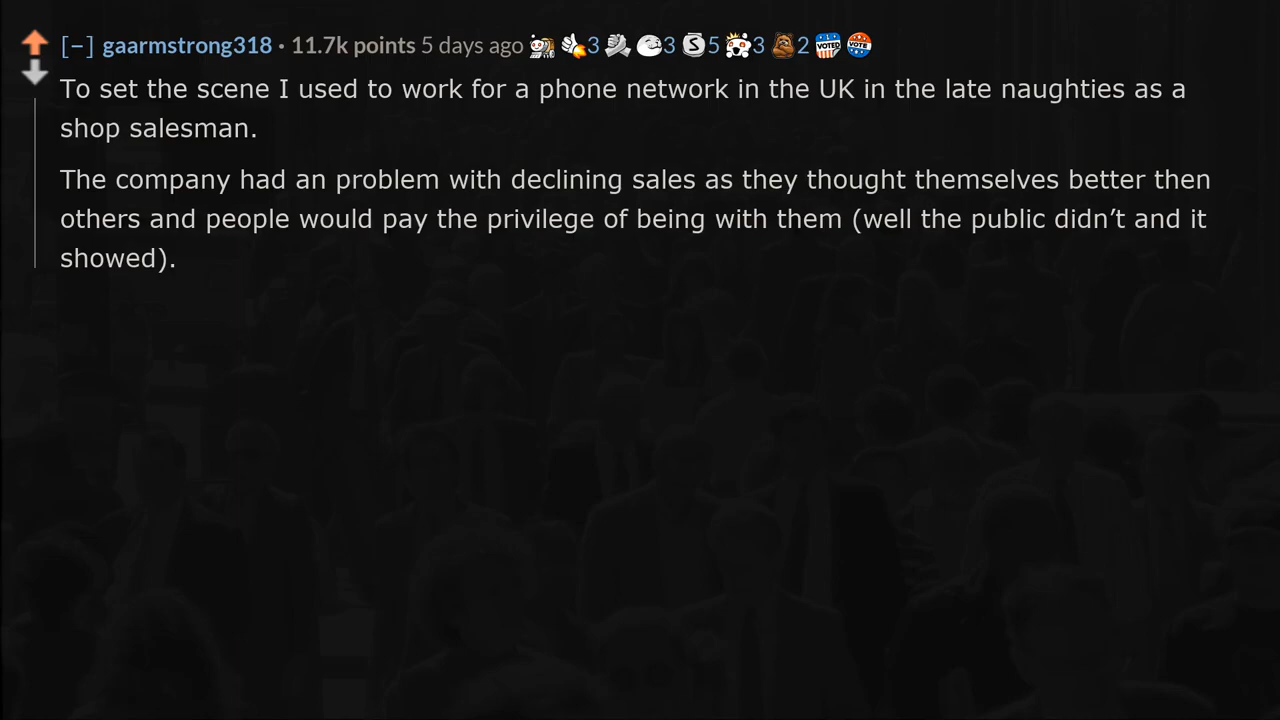 [–] gaarmstrong318 · 11.7k points 5 days ago 3 3 5 3 2 VOTED VOTE
To set the scene I used to work for a phone network in the UK in the late naughties as a
shop salesman.
The company had an problem with declining sales as they thought themselves better then
others and people would pay the privilege of being with them (well the public didn’t and it
showed).